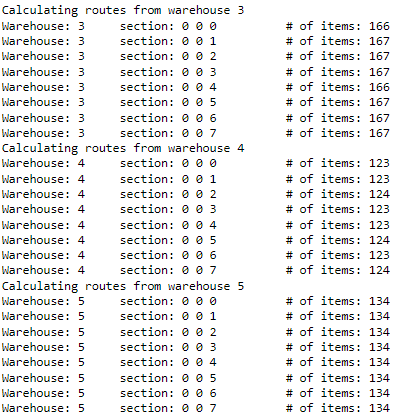 Calculating routes from warehouse 3
Warehouse: 3 section: 0 0 0 # of items: 166
Warehouse: 3 section: 0 0 1 # of items: 167
Warehouse: 3 section: 0 0 2 # of items: 167
Warehouse: 3 section: 0 0 3 # of items: 167
Warehouse: 3 section: 0 0 4 # of items: 166
Warehouse: 3 section: 0 0 5 # of items: 167
Warehouse: 3 section: 0 0 6 # of items: 167
Warehouse: 3 section: 0 0 7 # of items: 167
Calculating routes from warehouse 4
Warehouse: 4 section: 0 0 0 # of items: 123
Warehouse: 4 section: 0 0 1 # of items: 123
Warehouse: 4 section: 0 0 2 # of items: 124
Warehouse: 4 section: 0 0 3 # of items: 123
Warehouse: 4 section: 0 0 4 # of items: 123
Warehouse: 4 section: 0 0 5 # of items: 124
Warehouse: 4 section: 0 0 6 # of items: 123
Warehouse: 4 section: 0 0 7 # of items: 124
Calculating routes from warehouse 5
Warehouse: 5 section: 0 0 0 # of items: 134
Warehouse: 5 section: 0 0 1 # of items: 134
Warehouse: 5 section: 0 0 2 # of items: 134
Warehouse: 5 section: 0 0 3 # of items: 134
Warehouse: 5 section: 0 0 4 # of items: 134
Warehouse: 5 section: 0 0 5 # of items: 134
Warehouse: 5 section: 0 0 6 # of items: 134
Warehouse: 5 section: 0 0 7 # of items: 134